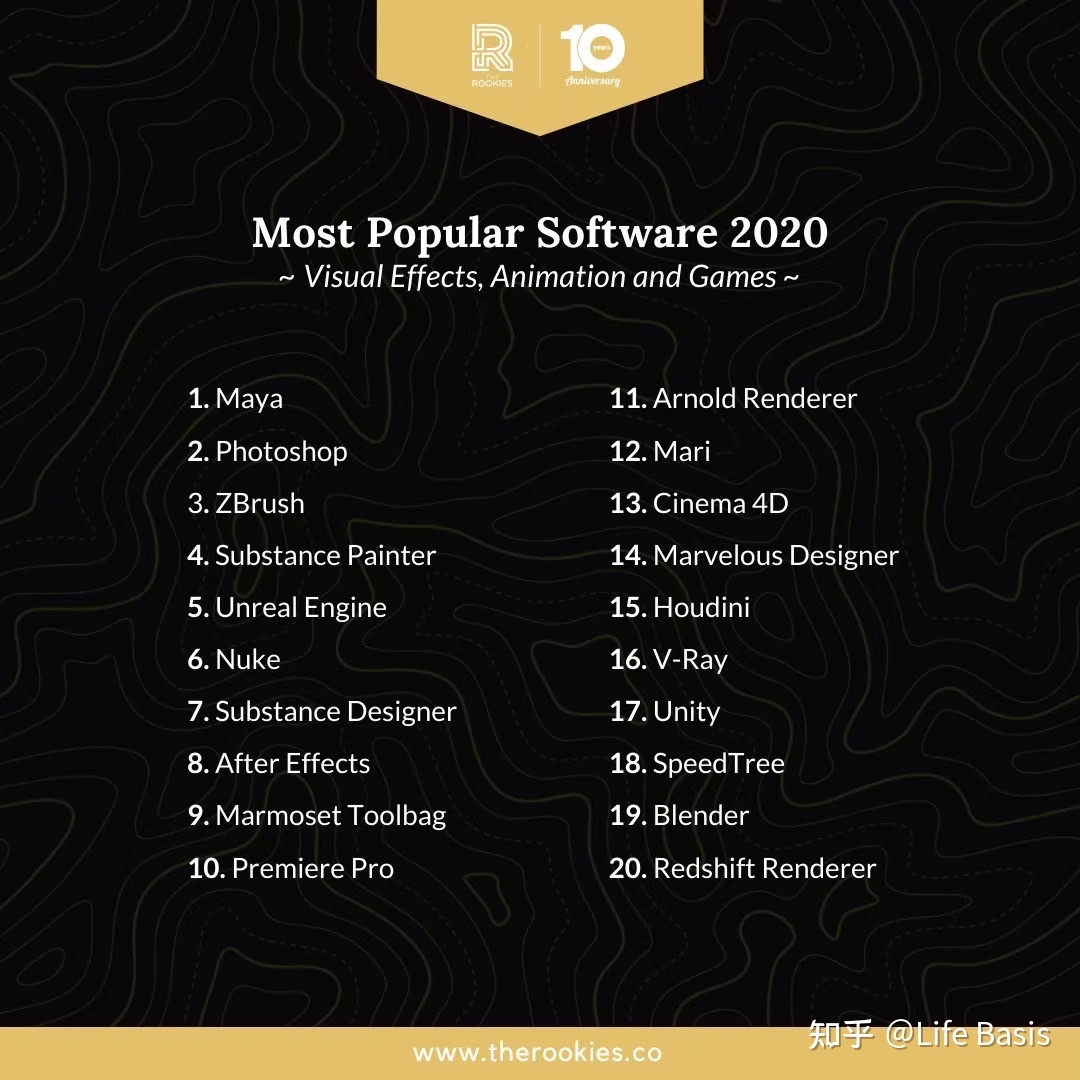 THE
ROOKIES
10
years
Anniversary
Most Popular Software 2020
~ Visual Effects, Animation and Games ~
1. Maya
2. Photoshop
3. ZBrush
4. Substance Painter
5. Unreal Engine
6. Nuke
7. Substance Designer
8. After Effects
9. Marmoset Toolbag
10. Premiere Pro
11. Arnold Renderer
12. Mari
13. Cinema 4D
14. Marvelous Designer
15. Houdini
16. V-Ray
17. Unity
18. SpeedTree
19. Blender
20. Redshift Renderer
知乎 @Life Basis
www.therookies.co